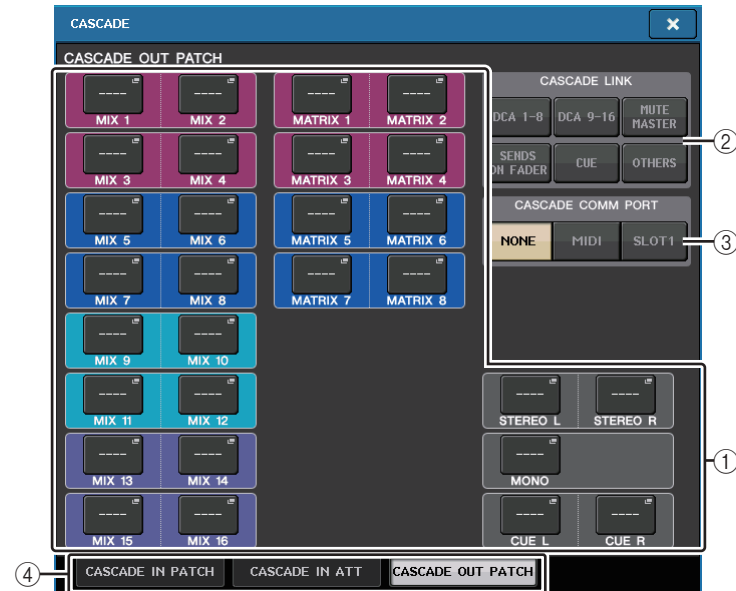 CASCADE
CASCADE OUT PATCH
---- ---- ---- ----
MIX 1 MIX 2 MATRIX 1 MATRIX 2
---- ---- ---- ----
MIX 3 MIX 4 MATRIX 3 MATRIX 4
---- ---- ---- ----
MIX 5 MIX 6 MATRIX 5 MATRIX 6
---- ---- ---- ----
MIX 7 MIX 8 MATRIX 7 MATRIX 8
---- ----
MIX 9 MIX 10
---- ----
MIX 11 MIX 12
---- ----
MIX 13 MIX 14
---- ----
MIX 15 MIX 16
CASCADE LINK
DCA 1-8 DCA 9-16 MUTE MASTER
SENDS ON FADER CUE OTHERS
②
CASCADE COMM PORT
NONE MIDI SLOT1
③
---- ----
STEREO L STEREO R
----
MONO
---- ----
CUE L CUE R
①
④
CASCADE IN PATCH CASCADE IN ATT CASCADE OUT PATCH